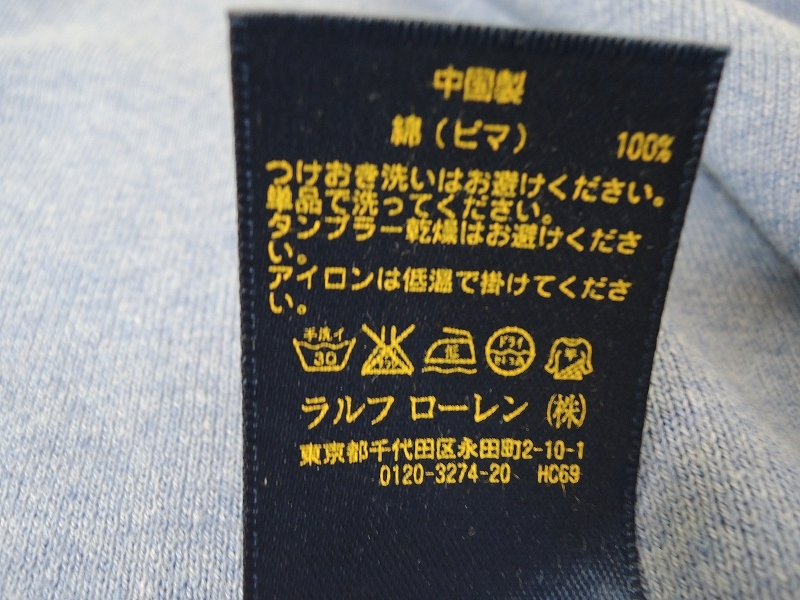 中国製
綿（ピマ） 100%
つけおき洗いはお避けください。
単品で洗ってください。
タンブラー乾燥はお避けくださ
い。
アイロンは低温で掛けてくださ
い。
手洗イ
30 低 ドライ
ラルフ ローレン （株）
東京都千代田区永田町2-10-1
0120-3274-20 HC69